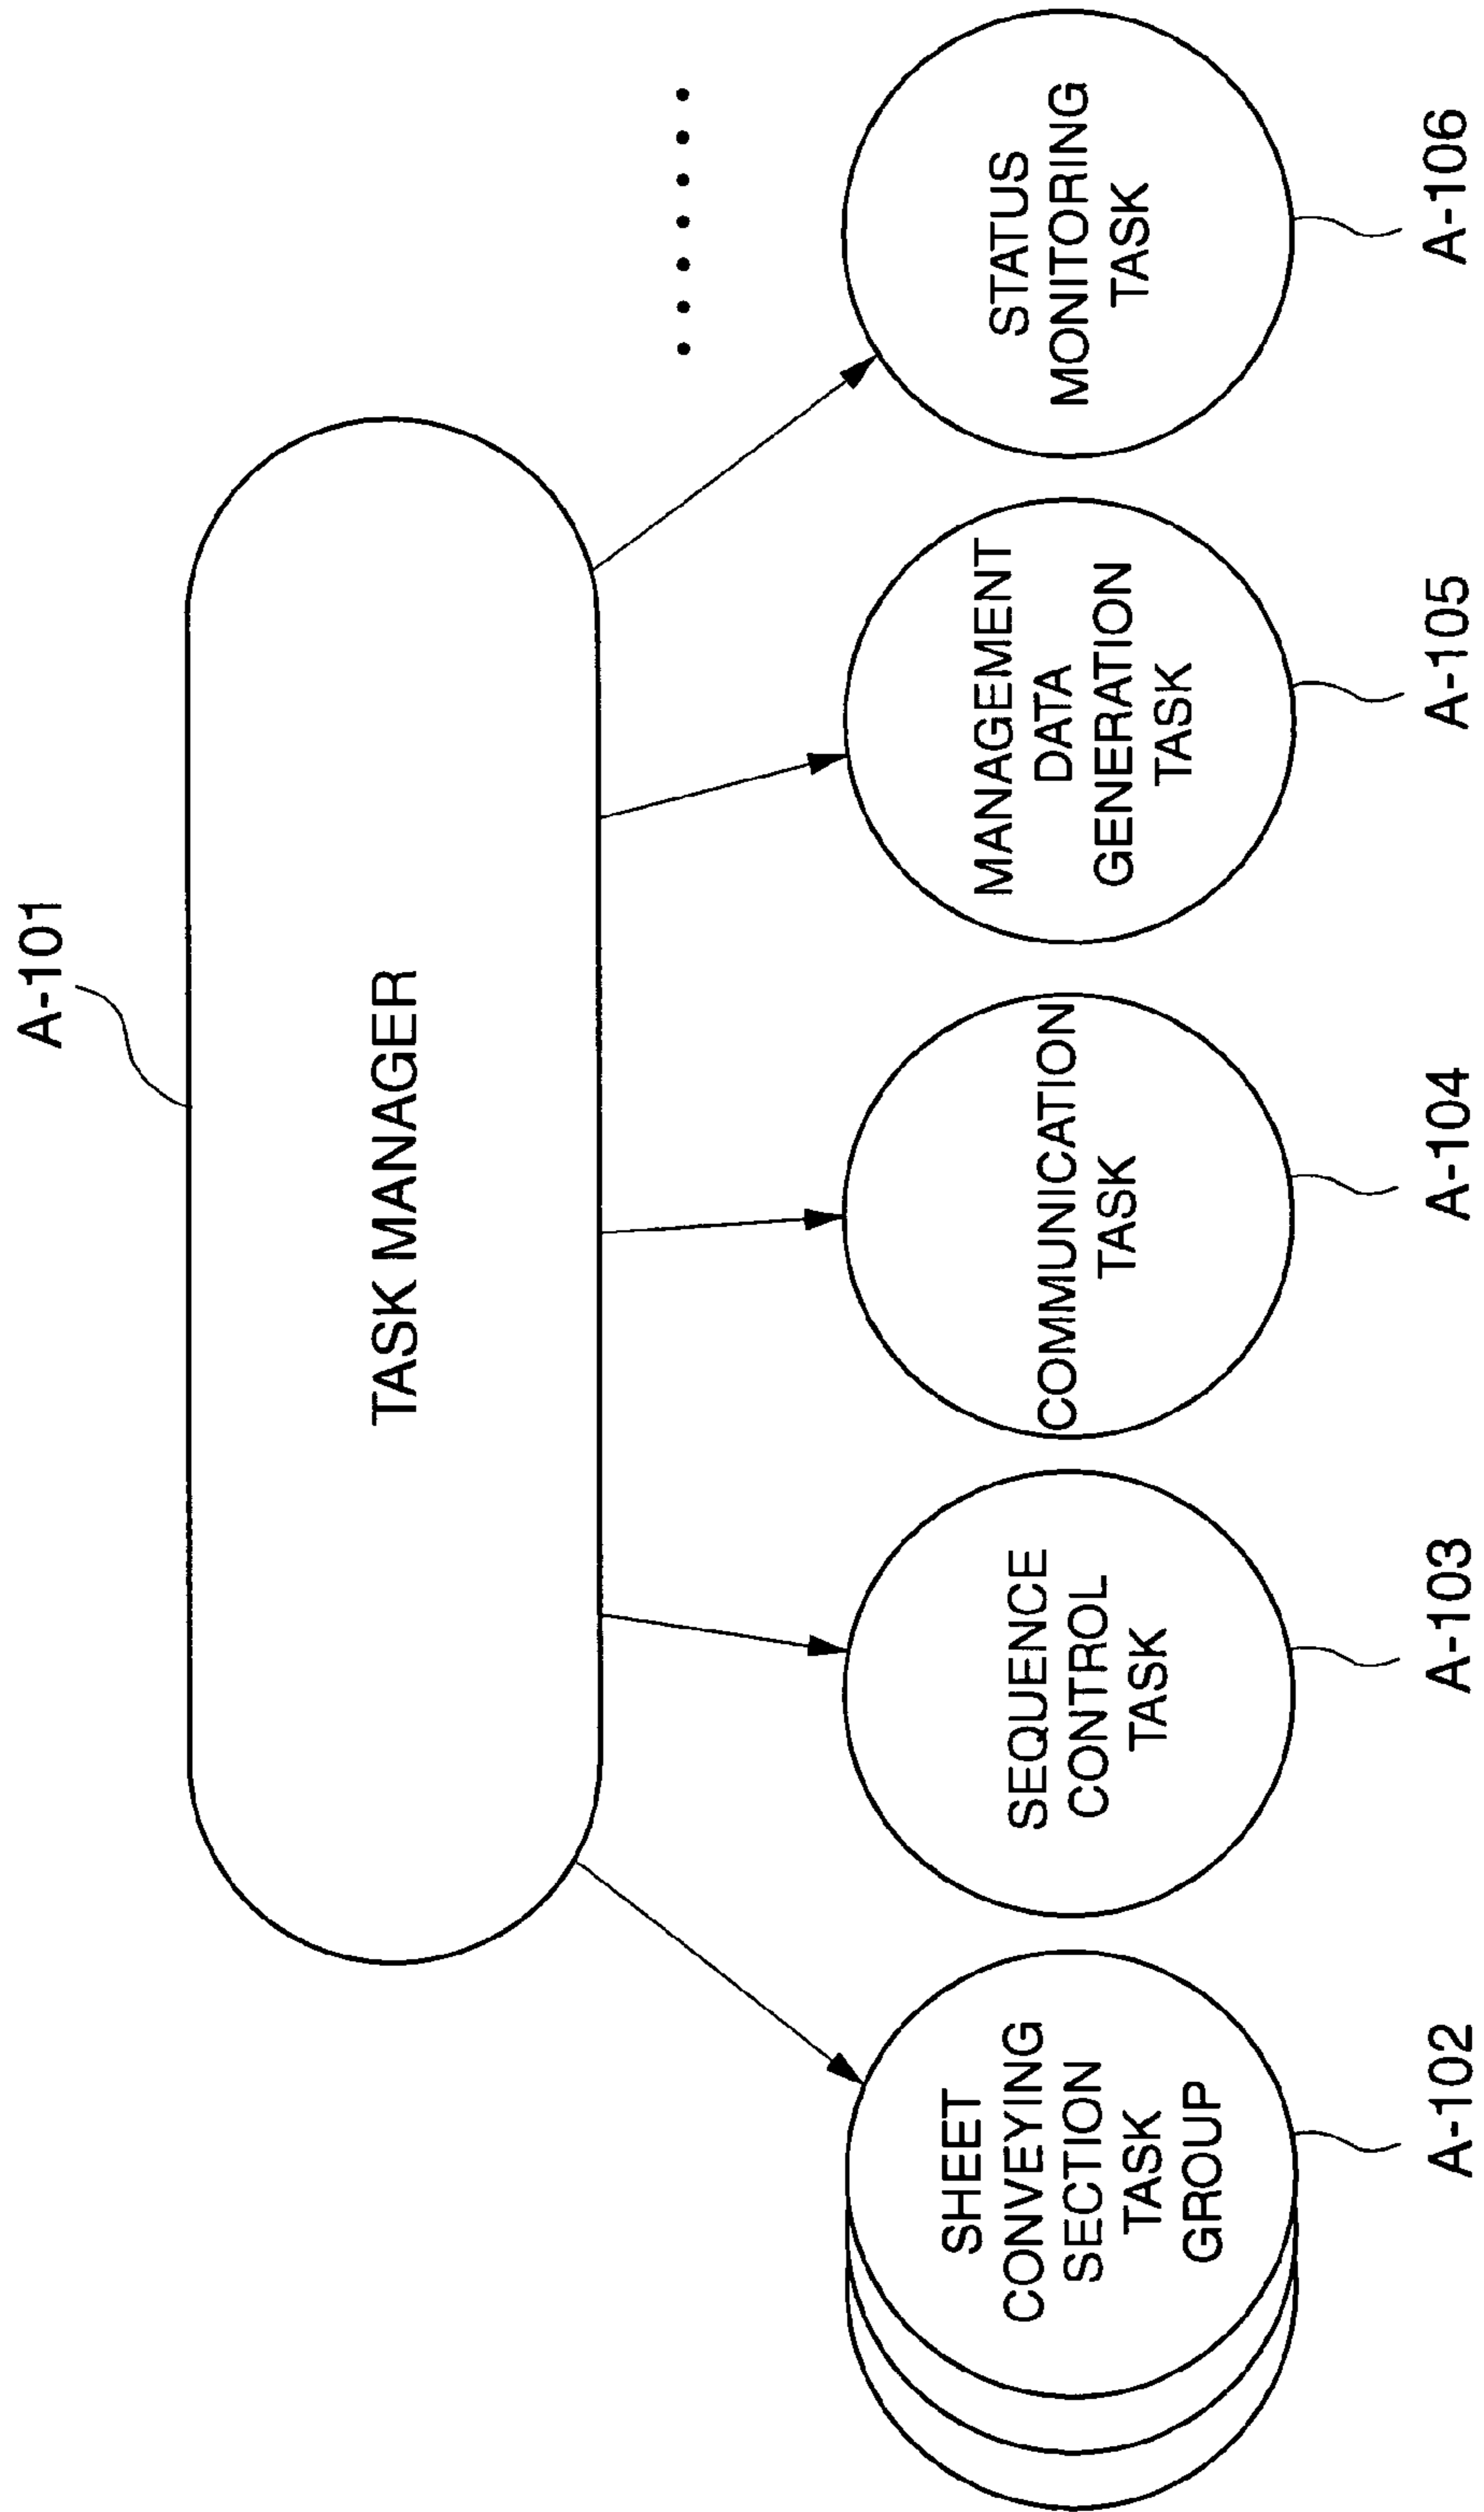 A-101
TASK MANAGER
SHEET
CONVEYING
SECTION
TASK
GROUP
A-102
SEQUENCE
CONTROL
TASK
A-103
COMMUNICATION
TASK
A-104
MANAGEMENT
DATA
GENERATION
TASK
A-105
STATUS
MONITORING
TASK
A-106